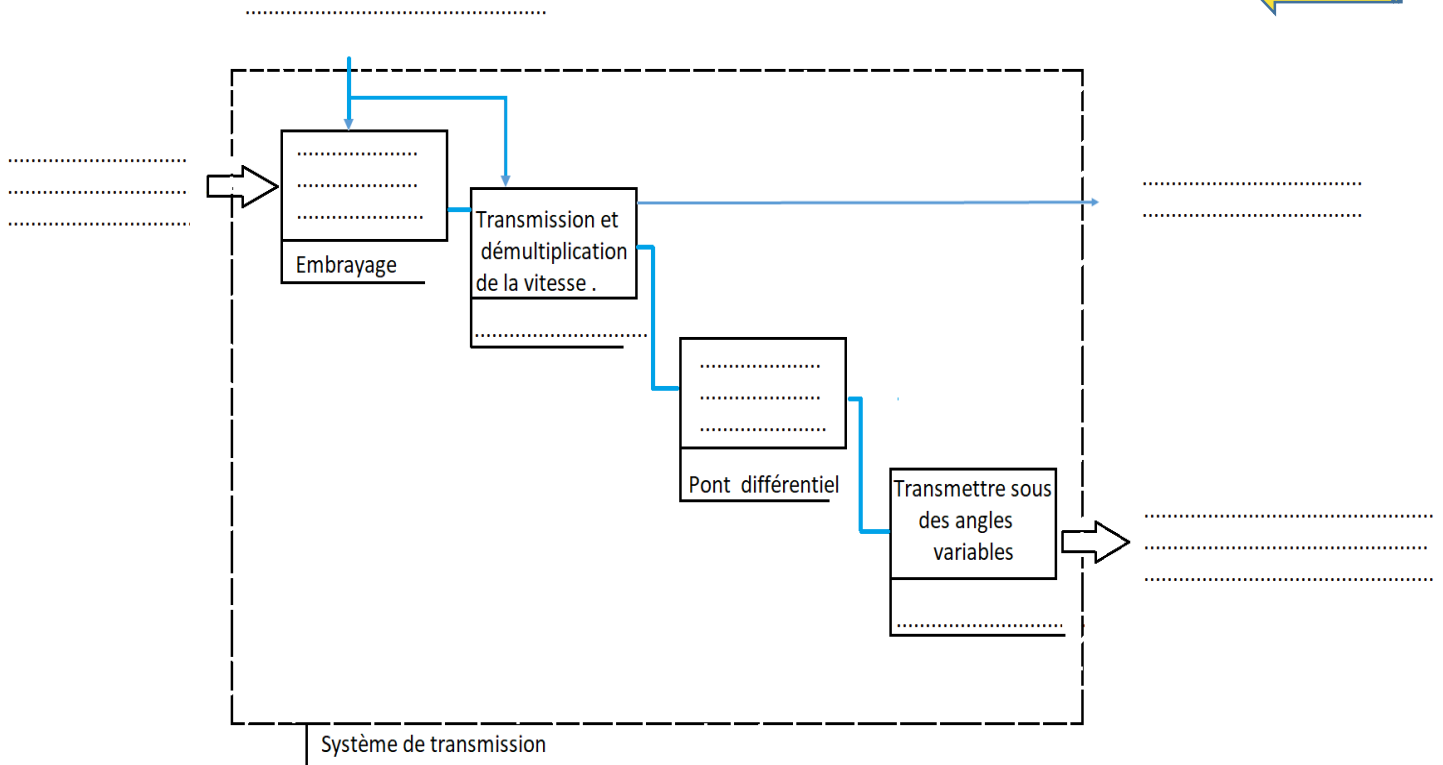 Embrayage
Transmission et
démultiplication
de la vitesse .
Pont différentiel
Transmettre sous
des angles
variables
Système de transmission